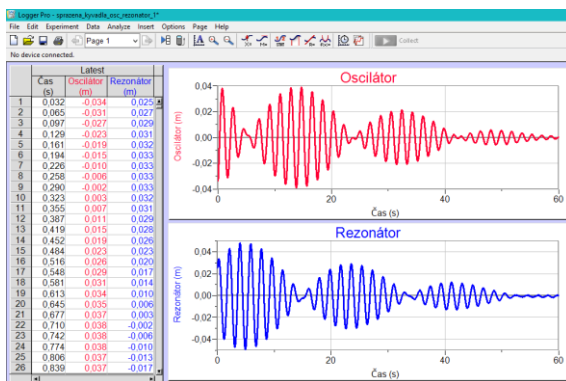 Logger Pro - sprazena_kyvadla_osc_rezonator_1*
File Edit Experiment Data Analyze Insert Options Page Help
Page 1
Collect
No device connected.
Latest
Čas Oscilátor Rezonátor
(s) (m) (m)
1 0,032 -0,034 0,025
2 0,065 -0,031 0,027
3 0,097 -0,027 0,029
4 0,129 -0,023 0,031
5 0,161 -0,019 0,032
6 0,194 -0,015 0,033
7 0,226 -0,010 0,033
8 0,258 -0,006 0,033
9 0,290 -0,002 0,033
10 0,323 0,003 0,032
11 0,355 0,007 0,031
12 0,387 0,011 0,029
13 0,419 0,015 0,028
14 0,452 0,019 0,026
15 0,484 0,023 0,023
16 0,516 0,026 0,020
17 0,548 0,029 0,017
18 0,581 0,031 0,014
19 0,613 0,034 0,010
20 0,645 0,035 0,006
21 0,677 0,037 0,003
22 0,710 0,038 -0,002
23 0,742 0,038 -0,006
24 0,774 0,038 -0,010
25 0,806 0,037 -0,013
26 0,839 0,037 -0,017
Oscilátor
Oscilátor (m)
0,04
0,02
0,00
-0,02
-0,04
0 20 40 60
Čas (s)
Rezonátor
Rezonátor (m)
0,04
0,02
0,00
-0,02
-0,04
0 20 40 60
Čas (s)